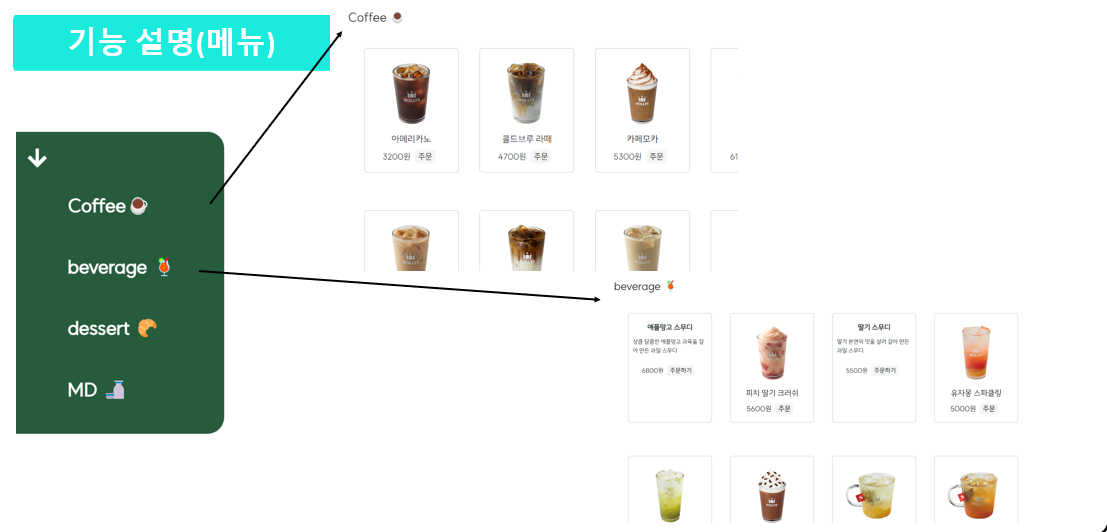 기능 설명(메뉴)
Coffee
beverage
dessert
MD
Coffee
아메리카노
3200원 주문
콜드브루 라떼
4700원 주문
카페모카
5300원 주문
61
beverage
애플망고 스무디
상콤 달콤한 애플망고 과육을 갈
아 만든 과일 스무디
6800원 주문하기
피치 딸기 크러쉬
5600원 주문
딸기 스무디
딸기 본연의 맛을 살려 갈아 만든
과일 스무디
5500원 주문하기
유자몽 스파클링
5000원 주문